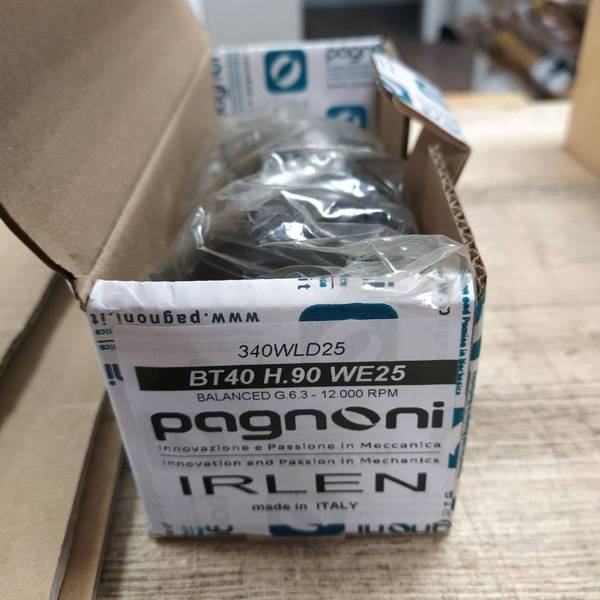 pagnoni
www.pagnoni.it
340WLD25
BT40 H.90 WE25
BALANCED G.6,3 - 12.000 RPM
pagnoni
Innovazione e Passione in Meccanica
Innovation and Passion in Mechanics
IRLEN
made in ITALY